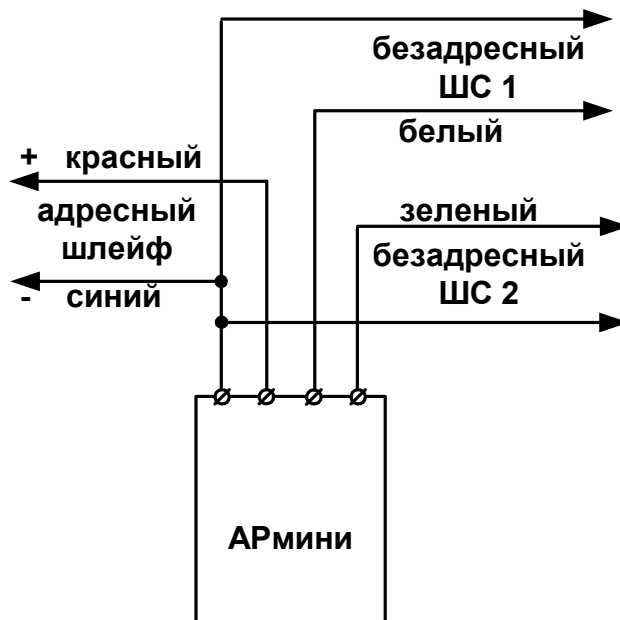 безадресный
ШС 1
белый
+ красный
адресный
шлейф
- синий
зеленый
безадресный
ШС 2
АРмини